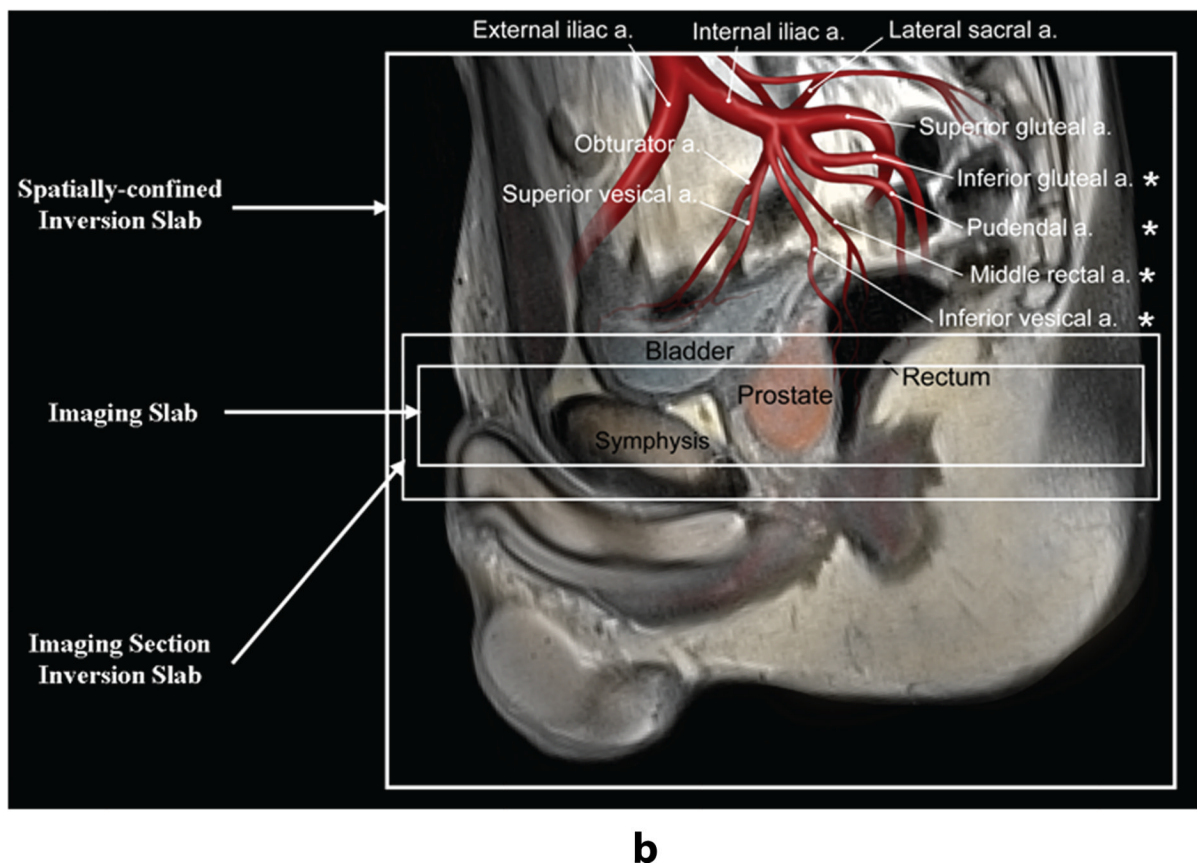 External iliac a.
Internal iliac a.
Lateral sacral a.
Superior gluteal a.
Obturator a.
Inferior gluteal a. *
Superior vesical a.
Pudendal a. *
Middle rectal a. *
Inferior vesical a. *
Spatially-confined
Inversion Slab
Bladder
Rectum
Prostate
Imaging Slab
Symphysis
Imaging Section
Inversion Slab
b